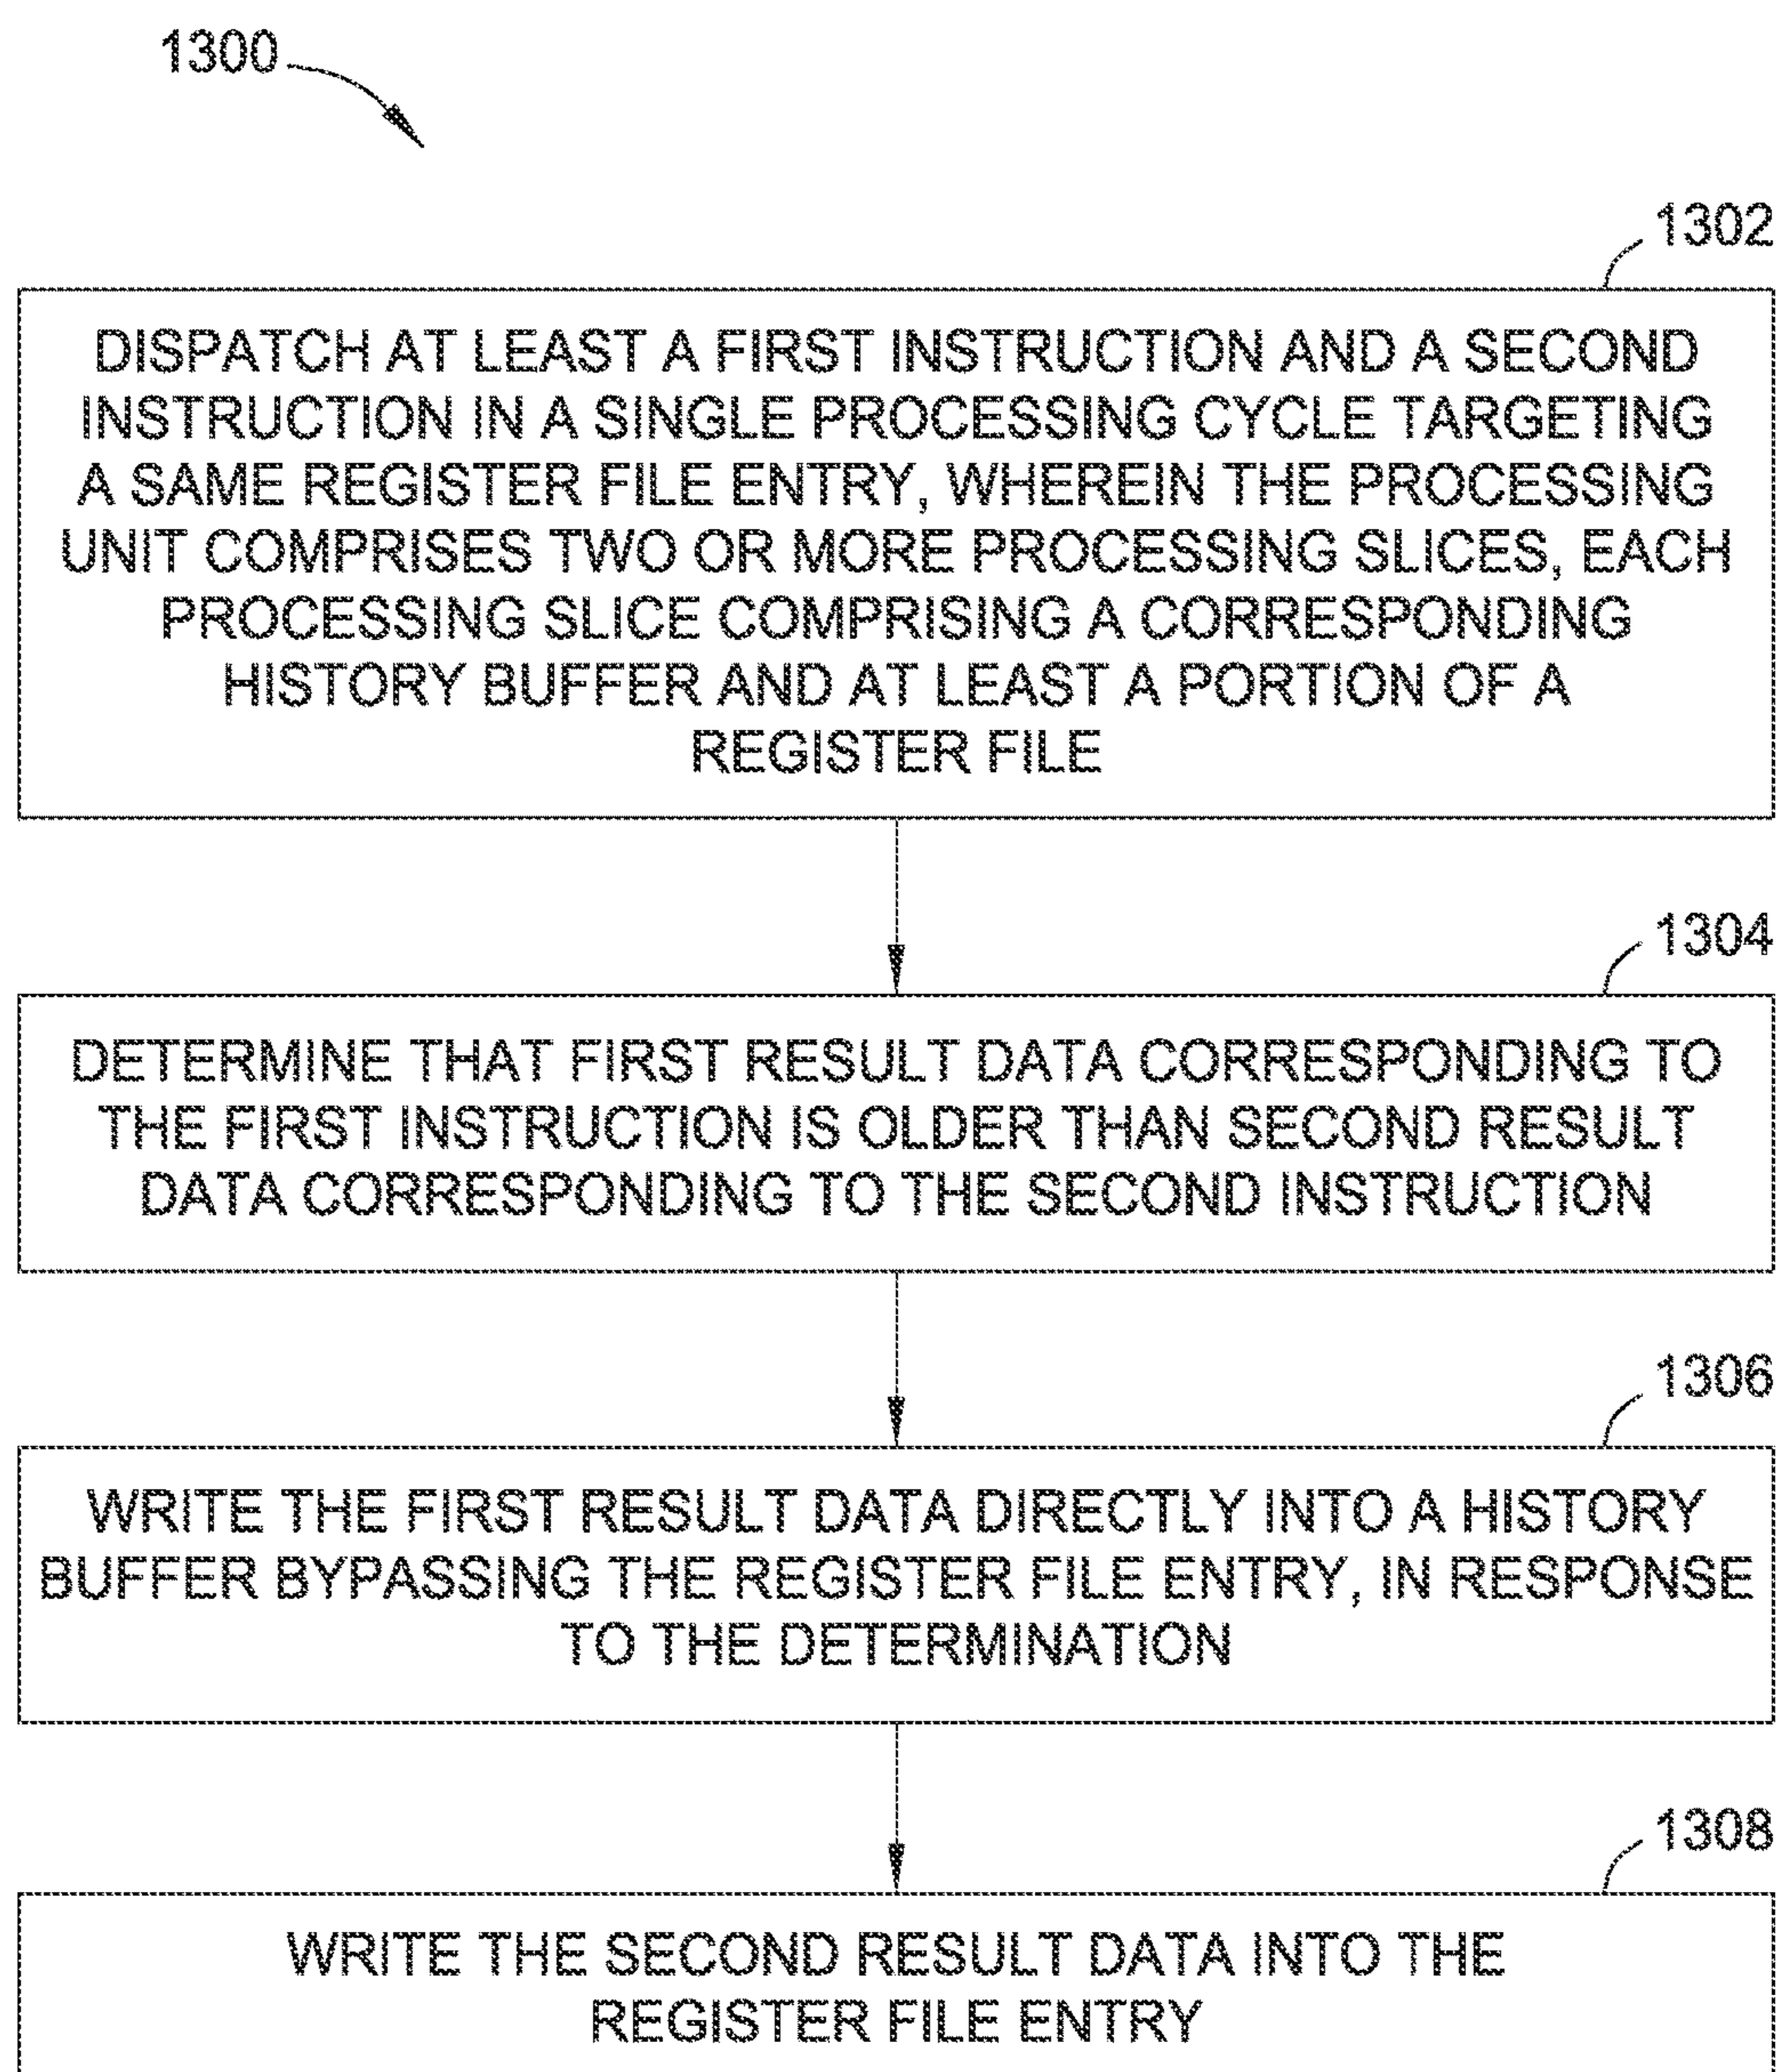 1300
1302
DISPATCH AT LEAST A FIRST INSTRUCTION AND A SECOND
INSTRUCTION IN A SINGLE PROCESSING CYCLE TARGETING
A SAME REGISTER FILE ENTRY, WHEREIN THE PROCESSING
UNIT COMPRISES TWO OR MORE PROCESSING SLICES, EACH
PROCESSING SLICE COMPRISING A CORRESPONDING
HISTORY BUFFER AND AT LEAST A PORTION OF A
REGISTER FILE
1304
DETERMINE THAT FIRST RESULT DATA CORRESPONDING TO
THE FIRST INSTRUCTION IS OLDER THAN SECOND RESULT
DATA CORRESPONDING TO THE SECOND INSTRUCTION
1306
WRITE THE FIRST RESULT DATA DIRECTLY INTO A HISTORY
BUFFER BYPASSING THE REGISTER FILE ENTRY, IN RESPONSE
TO THE DETERMINATION
1308
WRITE THE SECOND RESULT DATA INTO THE
REGISTER FILE ENTRY